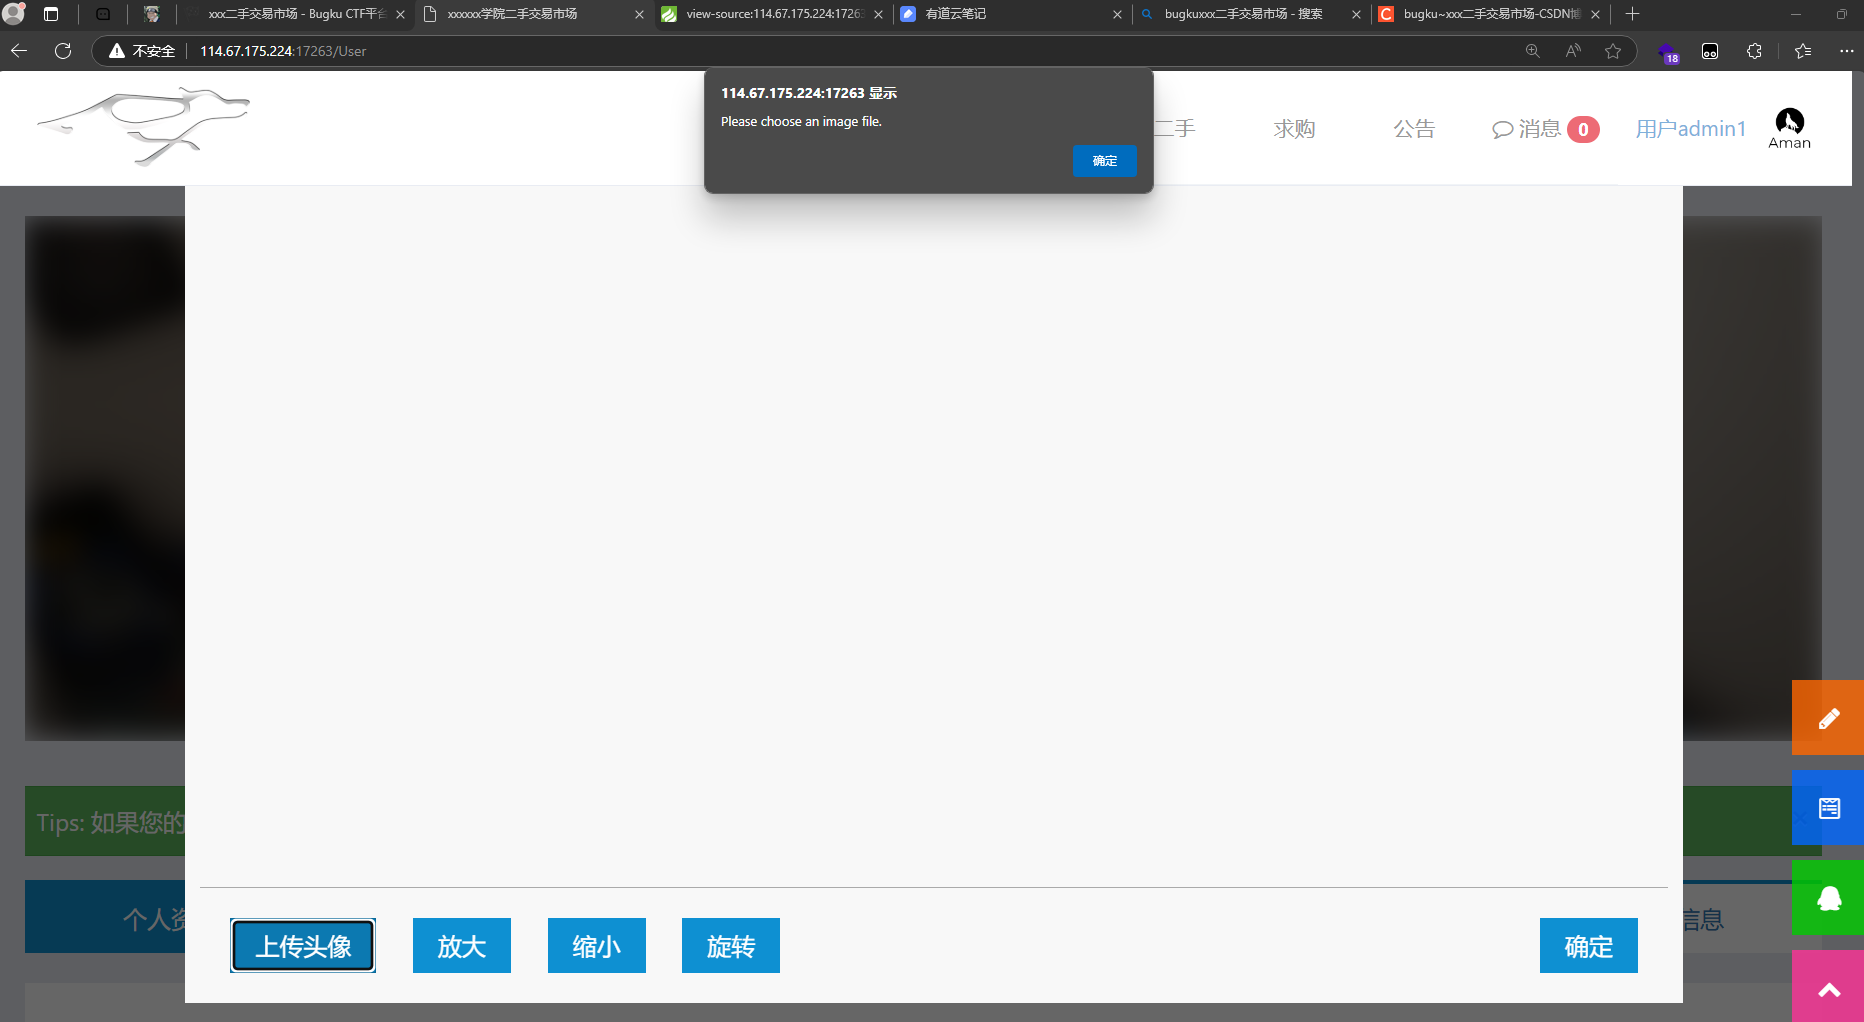 xxx二手交易市场 - Bugku CTF平台
xxxxxx学院二手交易市场
view-source:114.67.175.224:17263
有道云笔记
bugkuxxx二手交易市场 - 搜索
bugku~xxx二手交易市场-CSDN博
不安全
114.67.175.224:17263/User
18
114.67.175.224:17263 显示
Please choose an image file.
确定
二手
求购
公告
消息 0
用户admin1
Aman
Tips: 如果您的
个人资
信息
上传头像
放大
缩小
旋转
确定